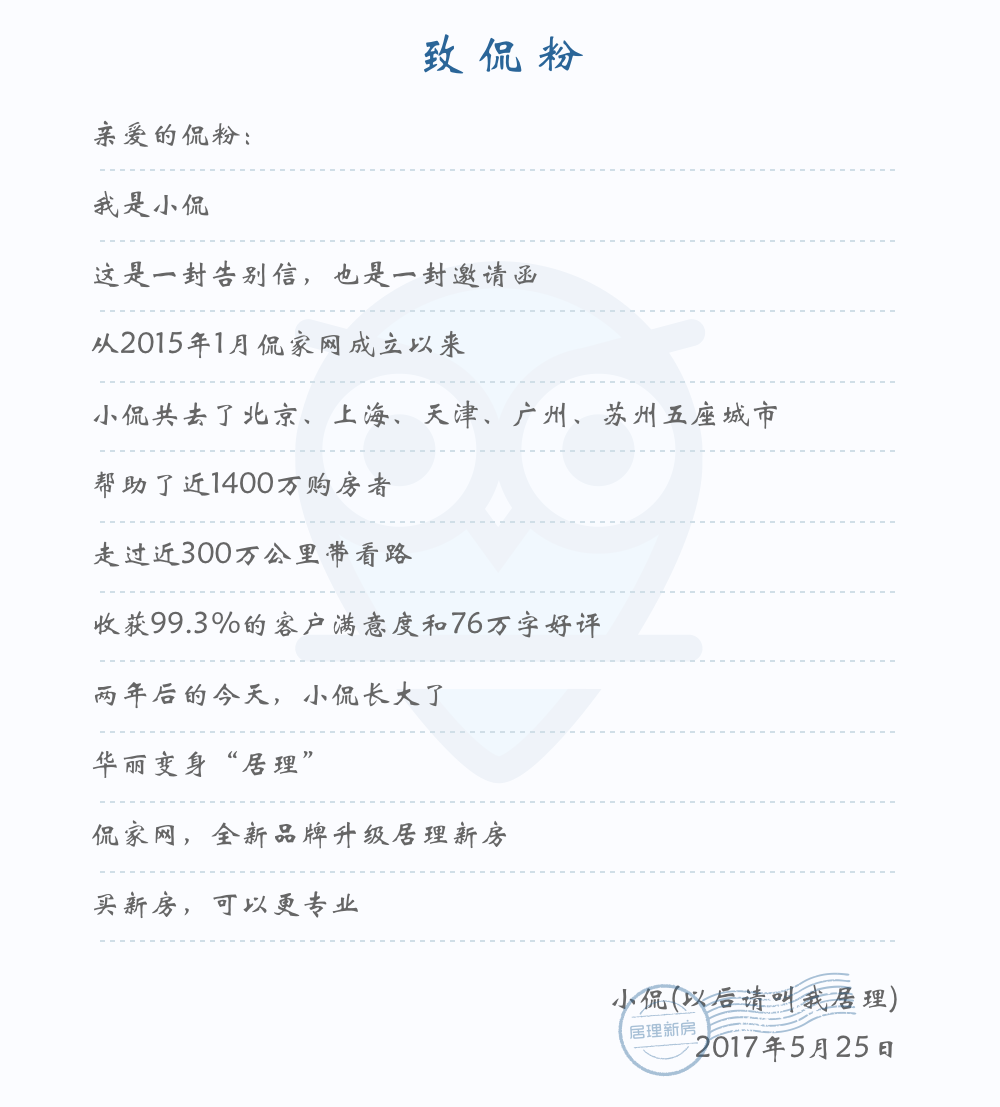 致侃粉
亲爱的侃粉：
我是小侃
这是一封告别信，也是一封邀请函
从2015年1月侃家网成立以来
小侃共去了北京、上海、天津、广州、苏州五座城市
帮助了近1400万购房者
走过近300万公里带看路
收获99.3%的客户满意度和76万字好评
两年后的今天，小侃长大了
华丽变身“居理”
侃家网，全新品牌升级居理新房
买新房，可以更专业
小侃(以后请叫我居理)
居理新房
2017年5月25日